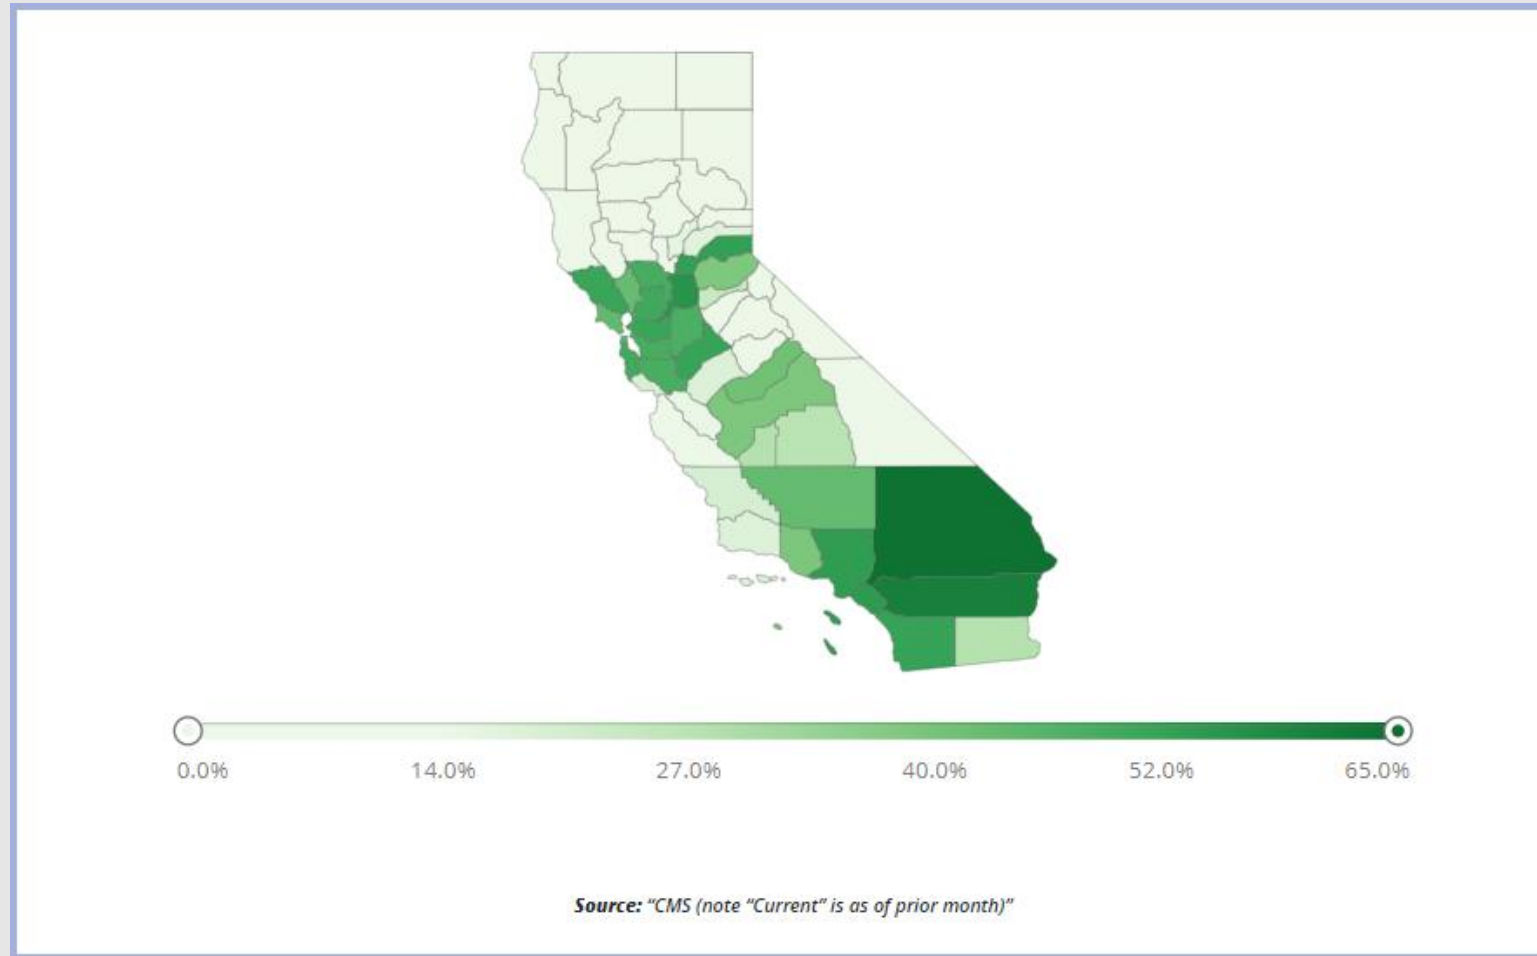 0.0% 14.0% 27.0% 40.0% 52.0% 65.0%
Source: “CMS (note “Current” is as of prior month)”